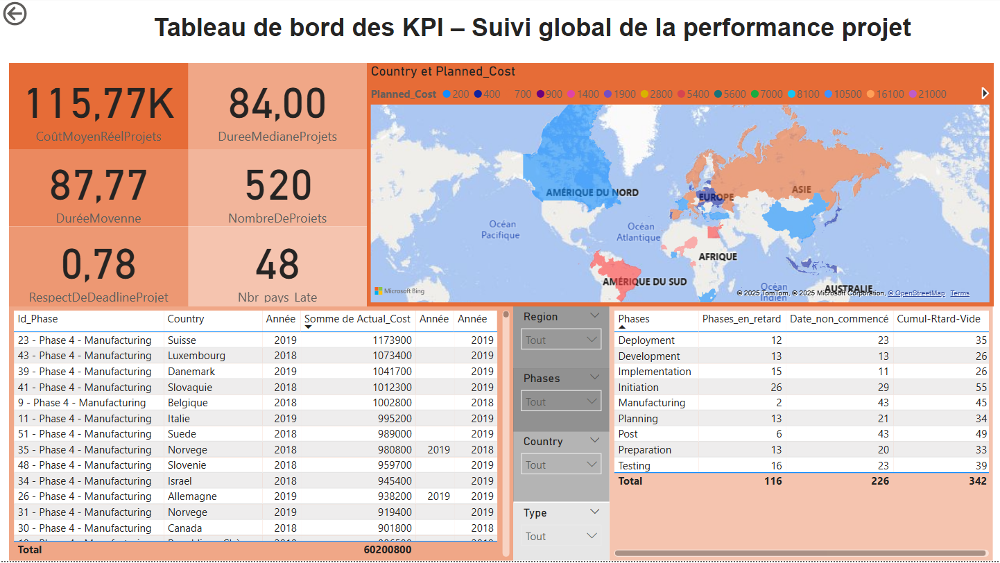 Tableau de bord des KPI – Suivi global de la performance projet
115,77K
CoûtMoyenRéelProjets
84,00
DureeMedianeProjets
87,77
DuréeMoyenne
520
NombreDeProjets
0,78
RespectDeDeadlineProjet
48
Nbr_pays_Late
Country et Planned_Cost
Planned_Cost 200 400 700 900 1400 1900 2800 5400 5600 7000 8100 10500 16100 21000
AMÉRIQUE DU NORD
EUROPE
ASIE
Océan
Pacifique
Océan
Atlantique
AFRIQUE
AMÉRIQUE DU SUD
Océan
Indien
AUSTRALIE
Microsoft Bing
© 2025 TomTom, © 2025 Microsoft Corporation, © OpenStreetMap Terms
Id_Phase Country Année Somme de Actual_Cost Année Année
23 - Phase 4 - Manufacturing Suisse 2019 1173900 2019
43 - Phase 4 - Manufacturing Luxembourg 2018 1073400 2019
39 - Phase 4 - Manufacturing Danemark 2019 1041700 2019
41 - Phase 4 - Manufacturing Slovaquie 2018 1012300 2019
9 - Phase 4 - Manufacturing Belgique 2018 1002800 2018
11 - Phase 4 - Manufacturing Italie 2019 995200 2019
51 - Phase 4 - Manufacturing Suede 2018 989000 2019
35 - Phase 4 - Manufacturing Norvege 2018 980800 2019 2018
48 - Phase 4 - Manufacturing Slovenie 2018 959700 2019
34 - Phase 4 - Manufacturing Israel 2018 945400 2019
26 - Phase 4 - Manufacturing Allemagne 2019 938200 2019 2019
31 - Phase 4 - Manufacturing Norvege 2019 919400 2019
30 - Phase 4 - Manufacturing Canada 2018 901800 2018
Total 60200800
Region
Tout
Phases
Tout
Country
Tout
Type
Tout
Phases Phases_en_retard Date_non_commencé Cumul-Rtard-Vide
Deployment 12 23 35
Development 13 13 26
Implementation 15 11 26
Initiation 26 29 55
Manufacturing 2 43 45
Planning 13 21 34
Post 6 43 49
Preparation 13 20 33
Testing 16 23 39
Total 116 226 342